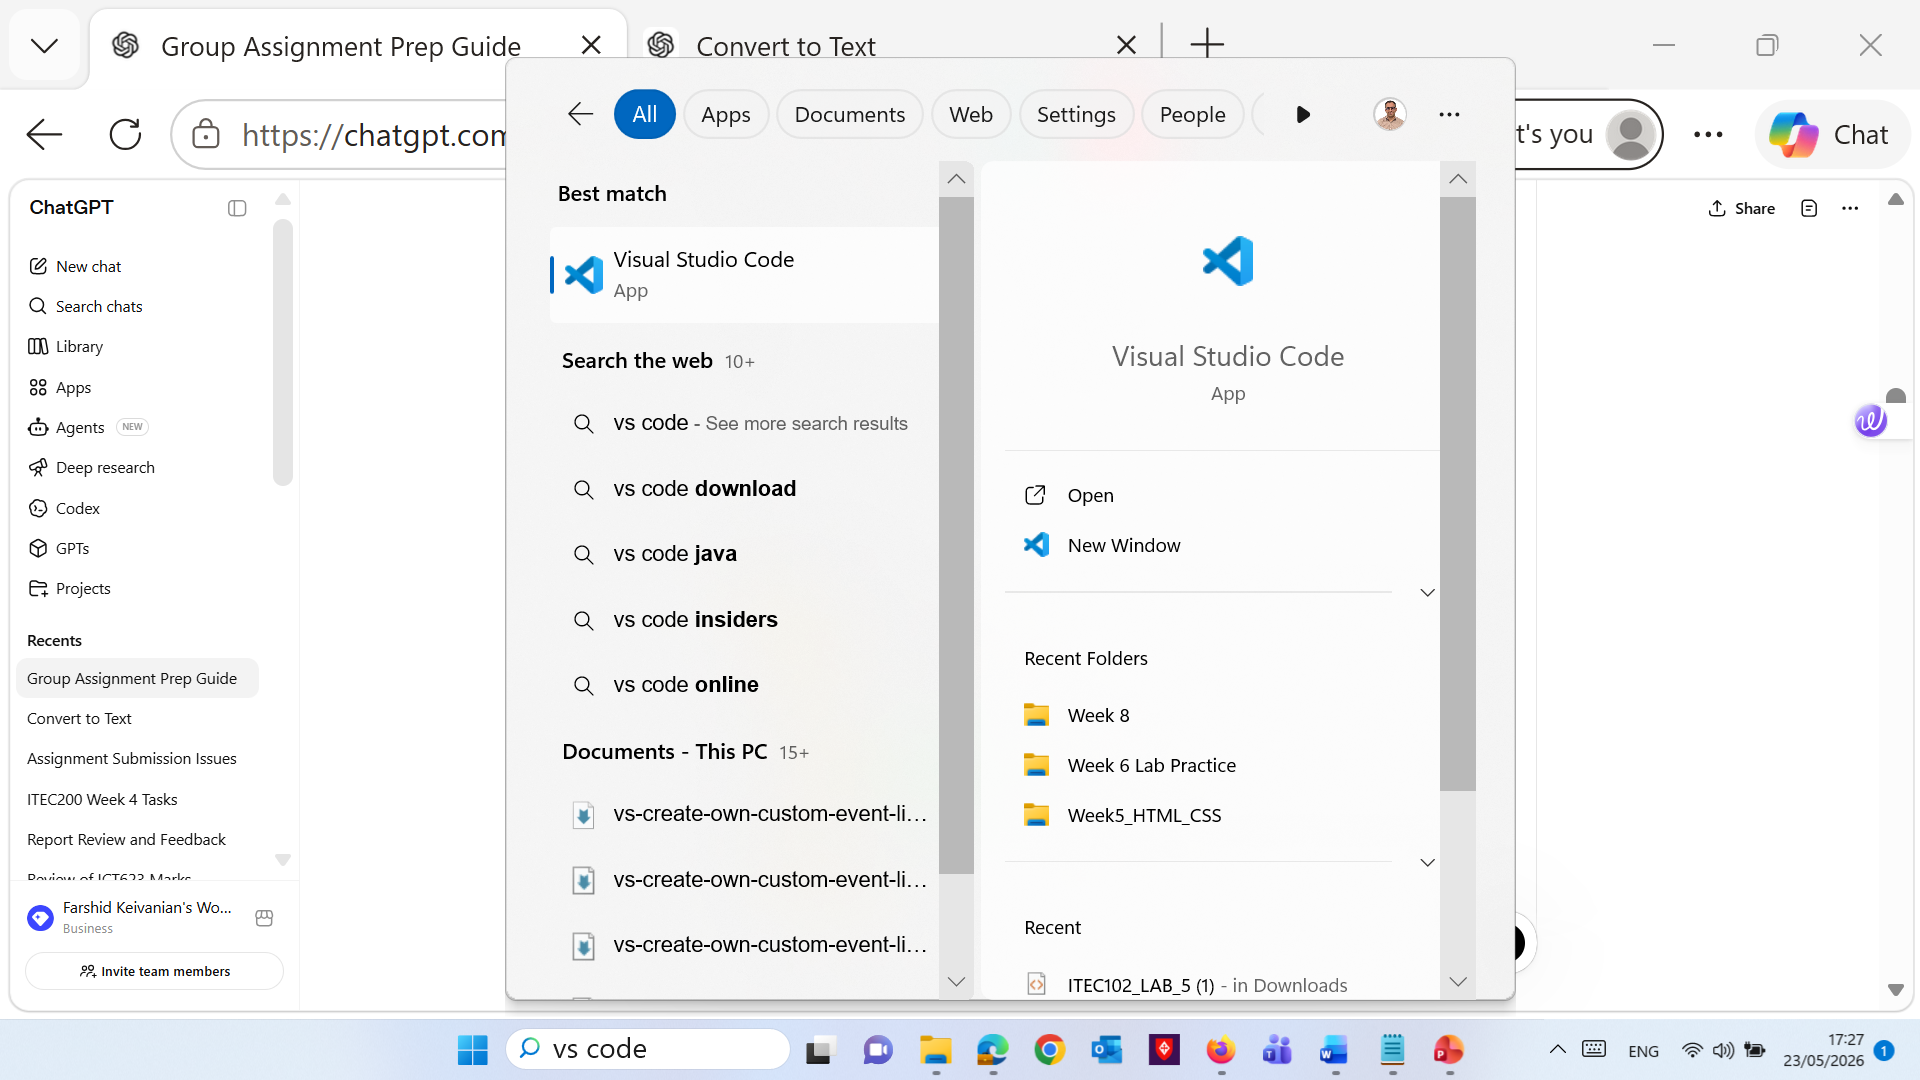 Group Assignment Prep Guide
Convert to Text
https://chatgpt.com
t's you
Chat
All
Apps
Documents
Web
Settings
People
ChatGPT
New chat
Search chats
Library
Apps
Agents NEW
Deep research
Codex
GPTs
Projects
Recents
Group Assignment Prep Guide
Convert to Text
Assignment Submission Issues
ITEC200 Week 4 Tasks
Report Review and Feedback
Review of ICT623 Marks
Farshid Keivanian's Wo...
Business
Invite team members
Best match
Visual Studio Code
App
Search the web 10+
vs code - See more search results
vs code download
vs code java
vs code insiders
vs code online
Documents - This PC 15+
vs-create-own-custom-event-li...
vs-create-own-custom-event-li...
vs-create-own-custom-event-li...
Visual Studio Code
App
Open
New Window
Recent Folders
Week 8
Week 6 Lab Practice
Week5_HTML_CSS
Recent
ITEC102_LAB_5 (1) - in Downloads
Share
vs code
ENG
17:27
23/05/2026
1